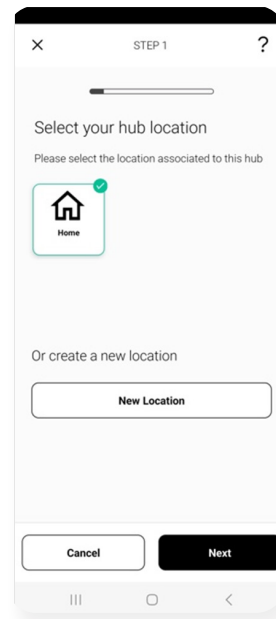 STEP 1
?
Select your hub location
Please select the location associated to this hub
Home
Or create a new location
New Location
Cancel
Next